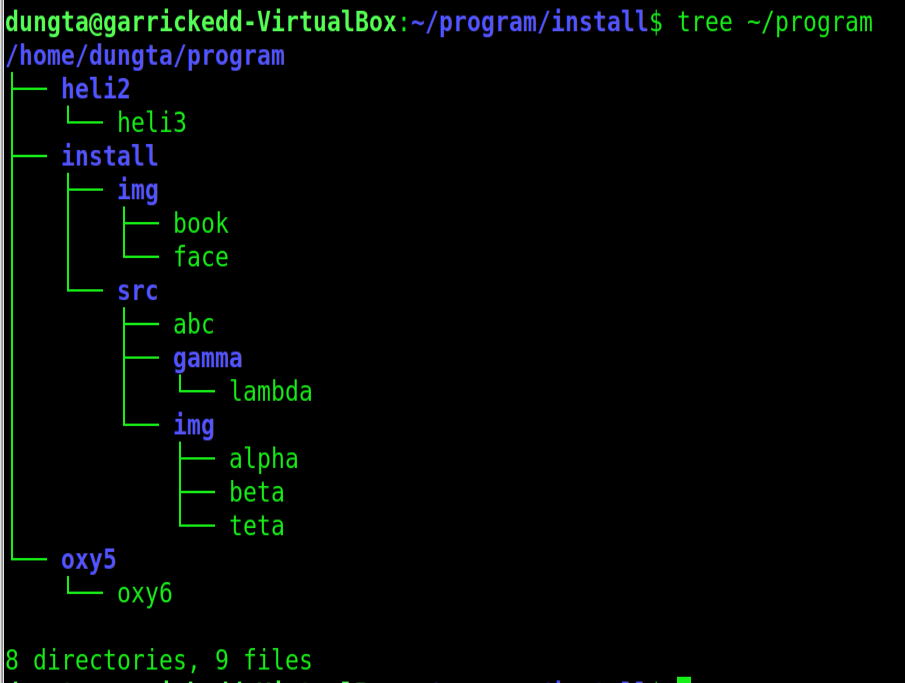 dungta@garrickedd-VirtualBox:~/program/install$ tree ~/program
/home/dungta/program
├── heli2
│   └── heli3
├── install
│   ├── img
│   │   ├── book
│   │   └── face
│   └── src
│       ├── abc
│       ├── gamma
│       │   └── lambda
│       └── img
│           ├── alpha
│           ├── beta
│           └── teta
└── oxy5
    └── oxy6
8 directories, 9 files